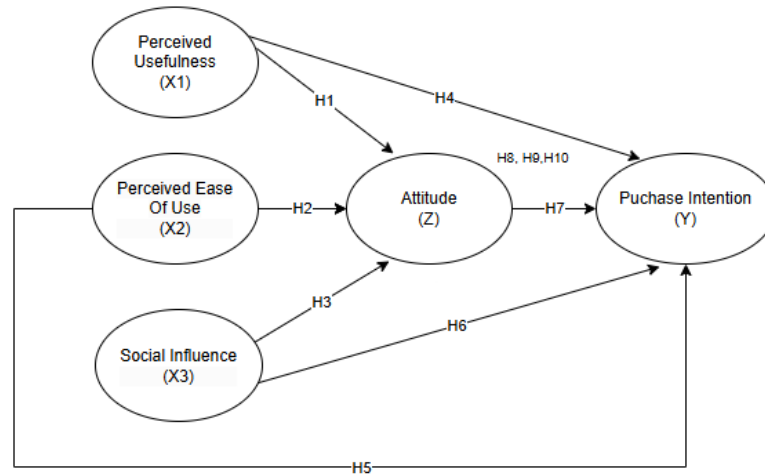 Perceived
Usefulness
(X1)
H1
H4
H8, H9,H10
Perceived Ease
Of Use
(X2)
H2
Attitude
(Z)
H7
Puchase Intention
(Y)
H3
Social Influence
(X3)
H6
H5